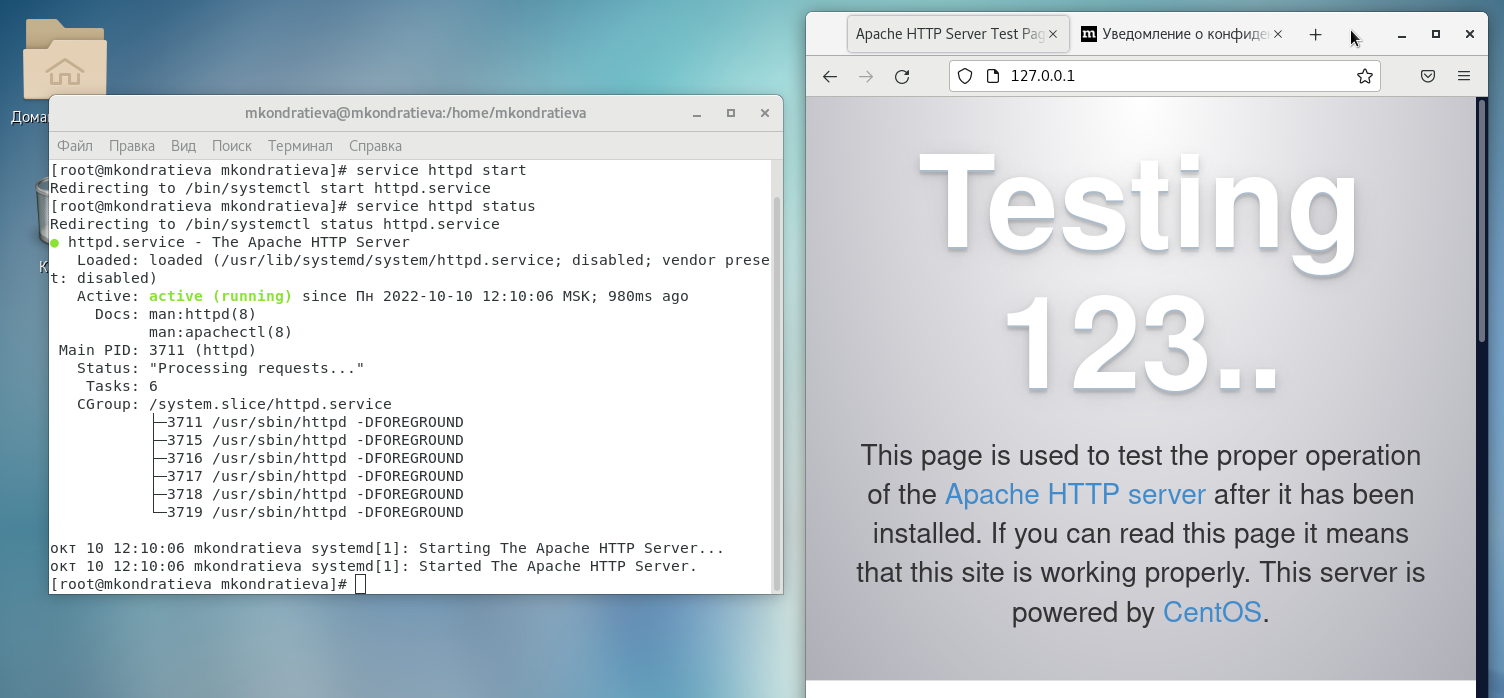 Дома
К
mkondratieva@mkondratieva:/home/mkondratieva
Файл Правка Вид Поиск Терминал Справка
[root@mkondratieva mkondratieva]# service httpd start
Redirecting to /bin/systemctl start httpd.service
[root@mkondratieva mkondratieva]# service httpd status
Redirecting to /bin/systemctl status httpd.service
● httpd.service - The Apache HTTP Server
   Loaded: loaded (/usr/lib/systemd/system/httpd.service; disabled; vendor prese
t: disabled)
   Active: active (running) since Пн 2022-10-10 12:10:06 MSK; 980ms ago
     Docs: man:httpd(8)
           man:apachectl(8)
 Main PID: 3711 (httpd)
   Status: "Processing requests..."
    Tasks: 6
   CGroup: /system.slice/httpd.service
           ├─3711 /usr/sbin/httpd -DFOREGROUND
           ├─3715 /usr/sbin/httpd -DFOREGROUND
           ├─3716 /usr/sbin/httpd -DFOREGROUND
           ├─3717 /usr/sbin/httpd -DFOREGROUND
           ├─3718 /usr/sbin/httpd -DFOREGROUND
           └─3719 /usr/sbin/httpd -DFOREGROUND
окт 10 12:10:06 mkondratieva systemd[1]: Starting The Apache HTTP Server...
окт 10 12:10:06 mkondratieva systemd[1]: Started The Apache HTTP Server.
[root@mkondratieva mkondratieva]#
Apache HTTP Server Test Pag
m Уведомление о конфиде
127.0.0.1
Testing
123..
This page is used to test the proper operation
of the Apache HTTP server after it has been
installed. If you can read this page it means
that this site is working properly. This server is
powered by CentOS.